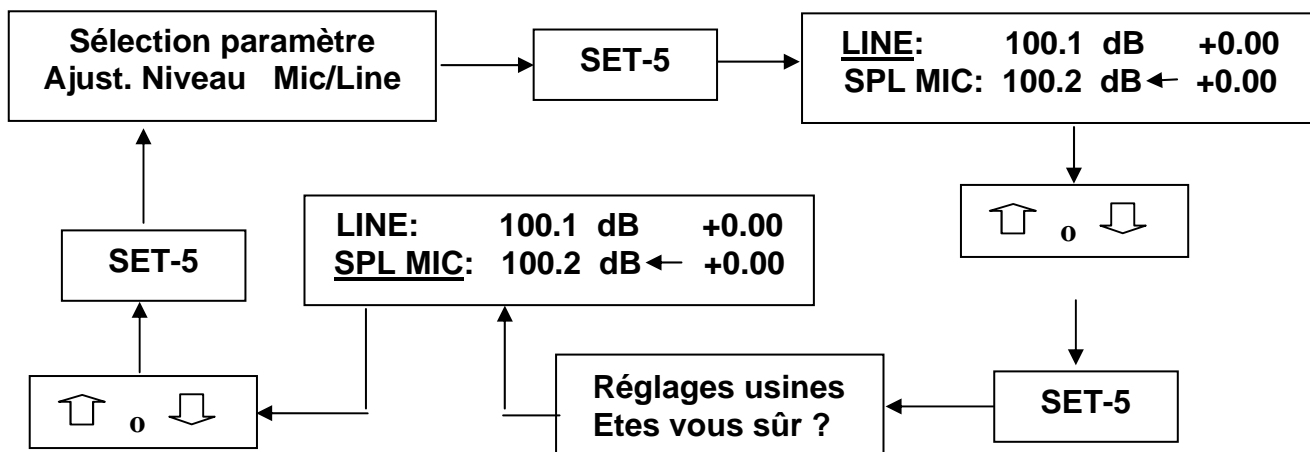 Sélection paramètre
Ajust. Niveau Mic/Line
SET-5
LINE: 100.1 dB +0.00
SPL MIC: 100.2 dB +0.00
o
SET-5
Réglages usines
Etes vous sûr ?
LINE: 100.1 dB +0.00
SPL MIC: 100.2 dB +0.00
o
SET-5